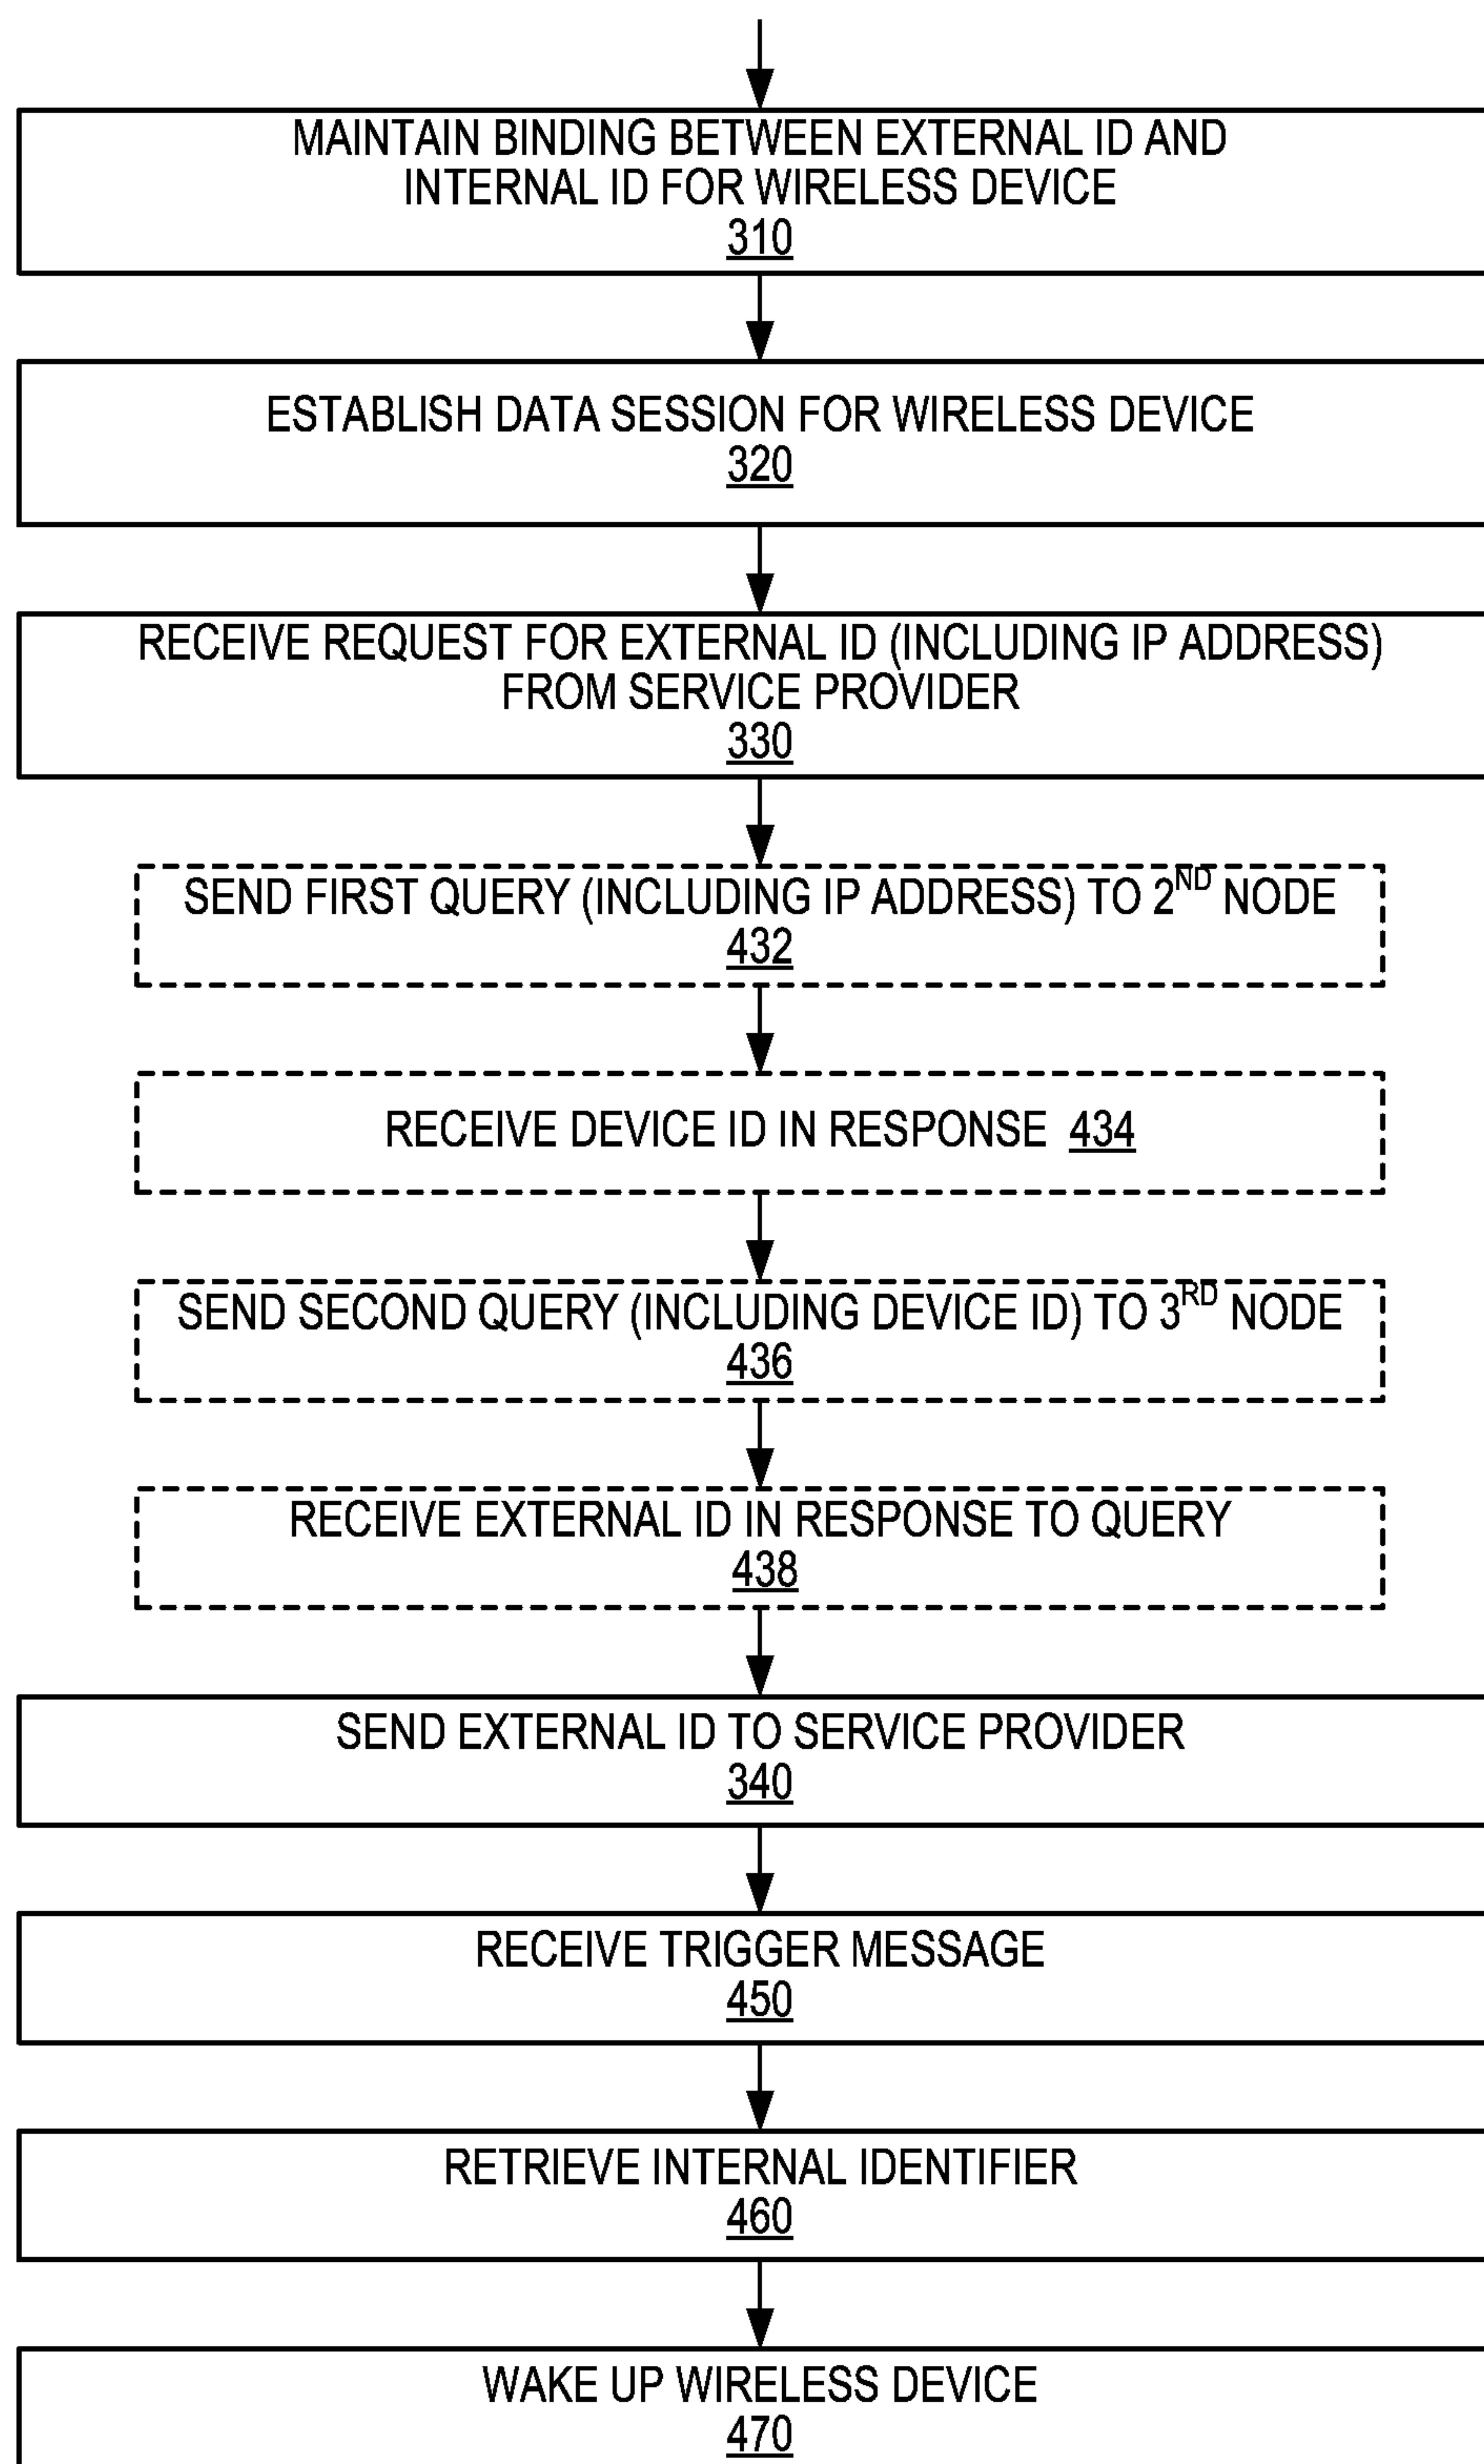 MAINTAIN BINDING BETWEEN EXTERNAL ID AND
INTERNAL ID FOR WIRELESS DEVICE
310
ESTABLISH DATA SESSION FOR WIRELESS DEVICE
320
RECEIVE REQUEST FOR EXTERNAL ID (INCLUDING IP ADDRESS)
FROM SERVICE PROVIDER
330
SEND FIRST QUERY (INCLUDING IP ADDRESS) TO 2ND NODE
432
RECEIVE DEVICE ID IN RESPONSE 434
SEND SECOND QUERY (INCLUDING DEVICE ID) TO 3RD NODE
436
RECEIVE EXTERNAL ID IN RESPONSE TO QUERY
438
SEND EXTERNAL ID TO SERVICE PROVIDER
340
RECEIVE TRIGGER MESSAGE
450
RETRIEVE INTERNAL IDENTIFIER
460
WAKE UP WIRELESS DEVICE
470